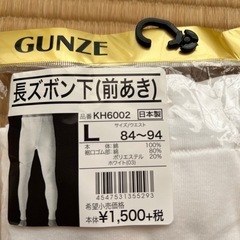 GUNZE
長ズボン下(前あき)
品番 KH6002 日本製
サイズ/ウエスト
L 84~94
本体:綿 100%
裾口ゴム部:綿 80%
ポリエステル 20%
ホワイト(03)
4547531355293
希望小売価格
本体¥1,500+税